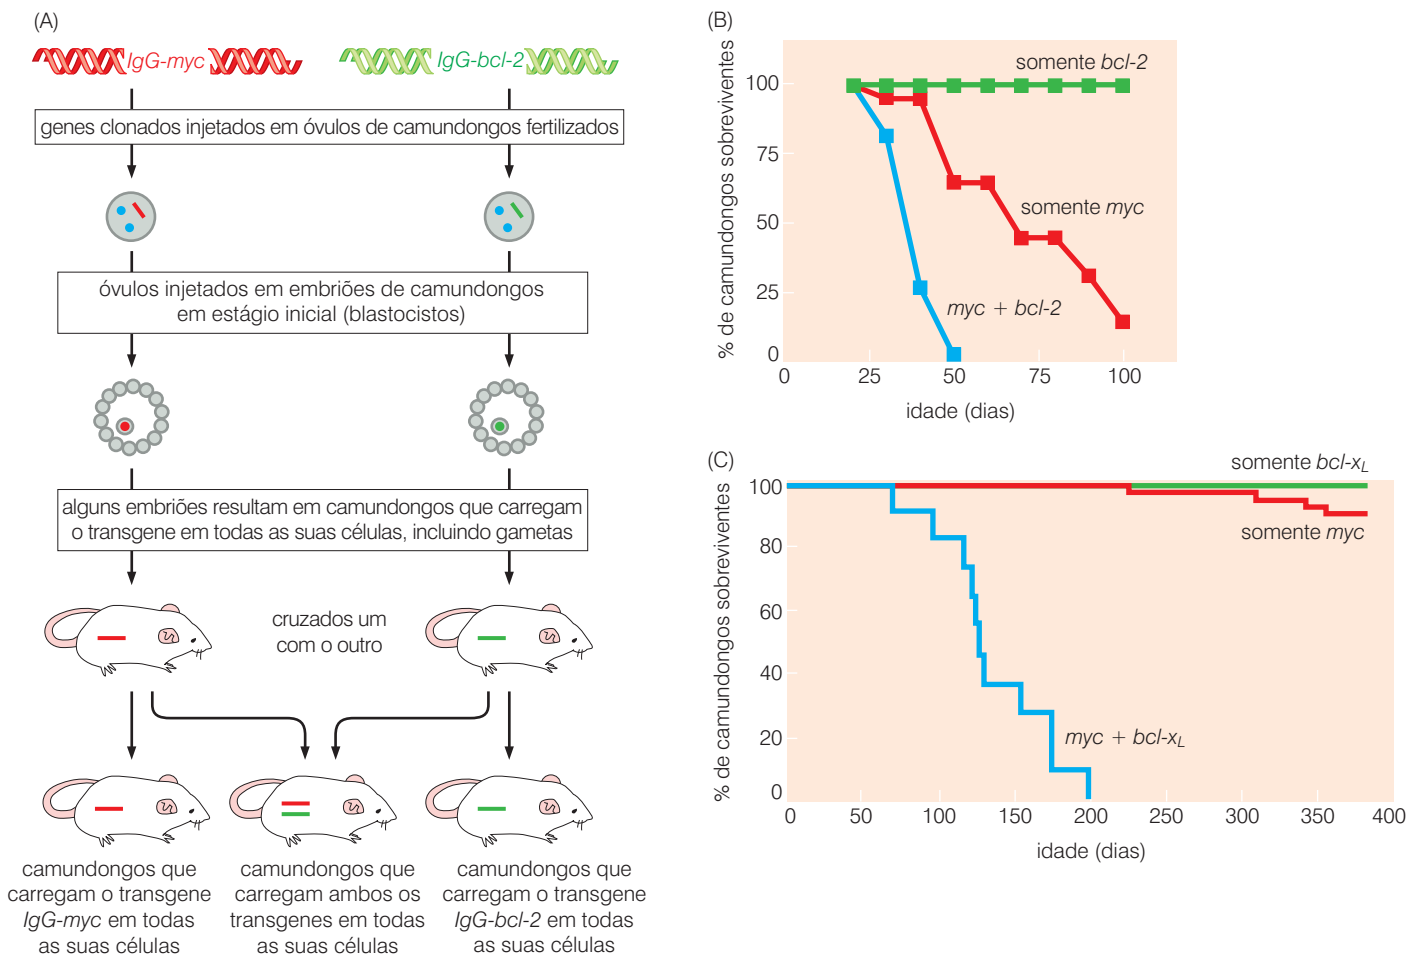 (A)
IgG-myc
IgG-bcl-2
genes clonados injetados em óvulos de camundongos fertilizados
óvulos injetados em embriões de camundongos
em estágio inicial (blastocistos)
alguns embriões resultam em camundongos que carregam
o transgene em todas as suas células, incluindo gametas
cruzados um
com o outro
camundongos que
carregam o transgene
IgG-myc em todas
as suas células
camundongos que
carregam ambos os
transgenes em todas
as suas células
camundongos que
carregam o transgene
IgG-bcl-2 em todas
as suas células
(B)
% de camundongos sobreviventes
100
75
50
25
0
somente bcl-2
somente myc
myc + bcl-2
0 25 50 75 100
idade (dias)
(C)
% de camundongos sobreviventes
100
80
60
40
20
0
somente bcl-xL
somente myc
myc + bcl-xL
0 50 100 150 200 250 300 350 400
idade (dias)